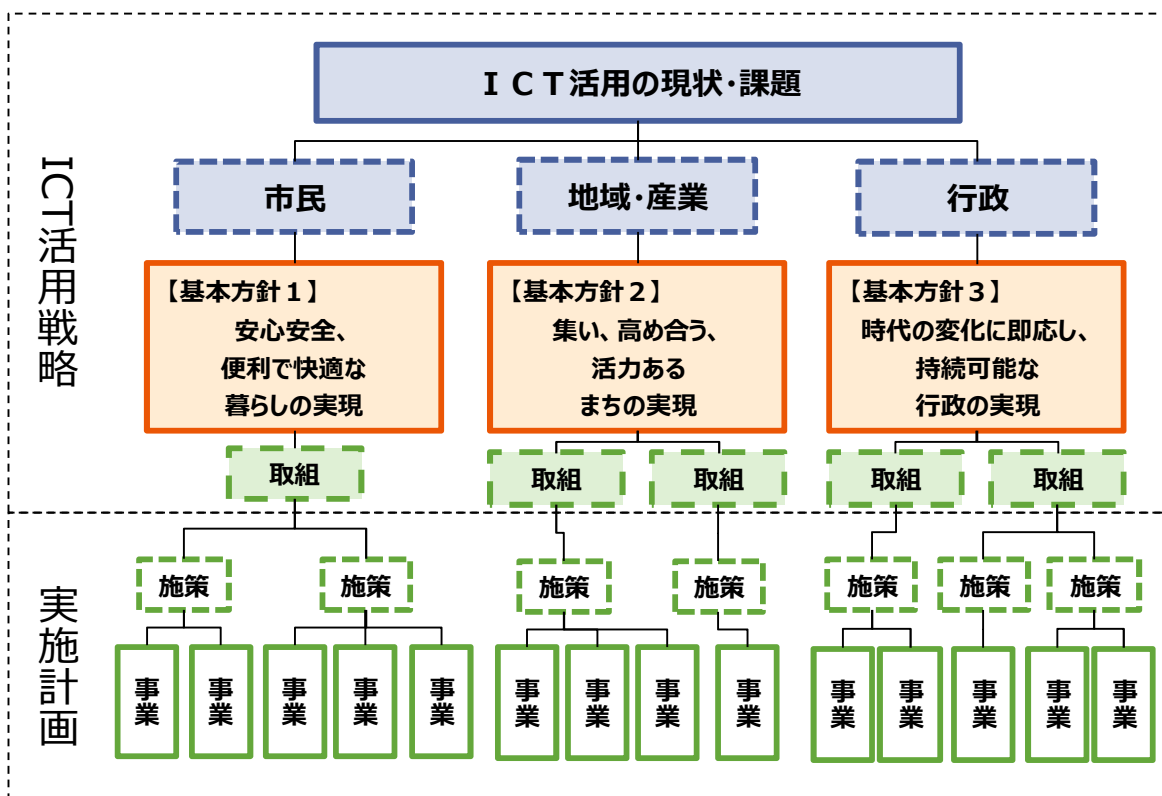 ICT活用戦略
ＩＣＴ活用の現状・課題
市民
地域・産業
行政
【基本方針１】
安心安全、
便利で快適な
暮らしの実現
【基本方針２】
集い、高め合う、
活力ある
まちの実現
【基本方針３】
時代の変化に即応し、
持続可能な
行政の実現
取組
取組
取組
取組
取組
実施計画
施策
施策
施策
施策
施策
施策
施策
事業
事業
事業
事業
事業
事業
事業
事業
事業
事業
事業
事業
事業
事業